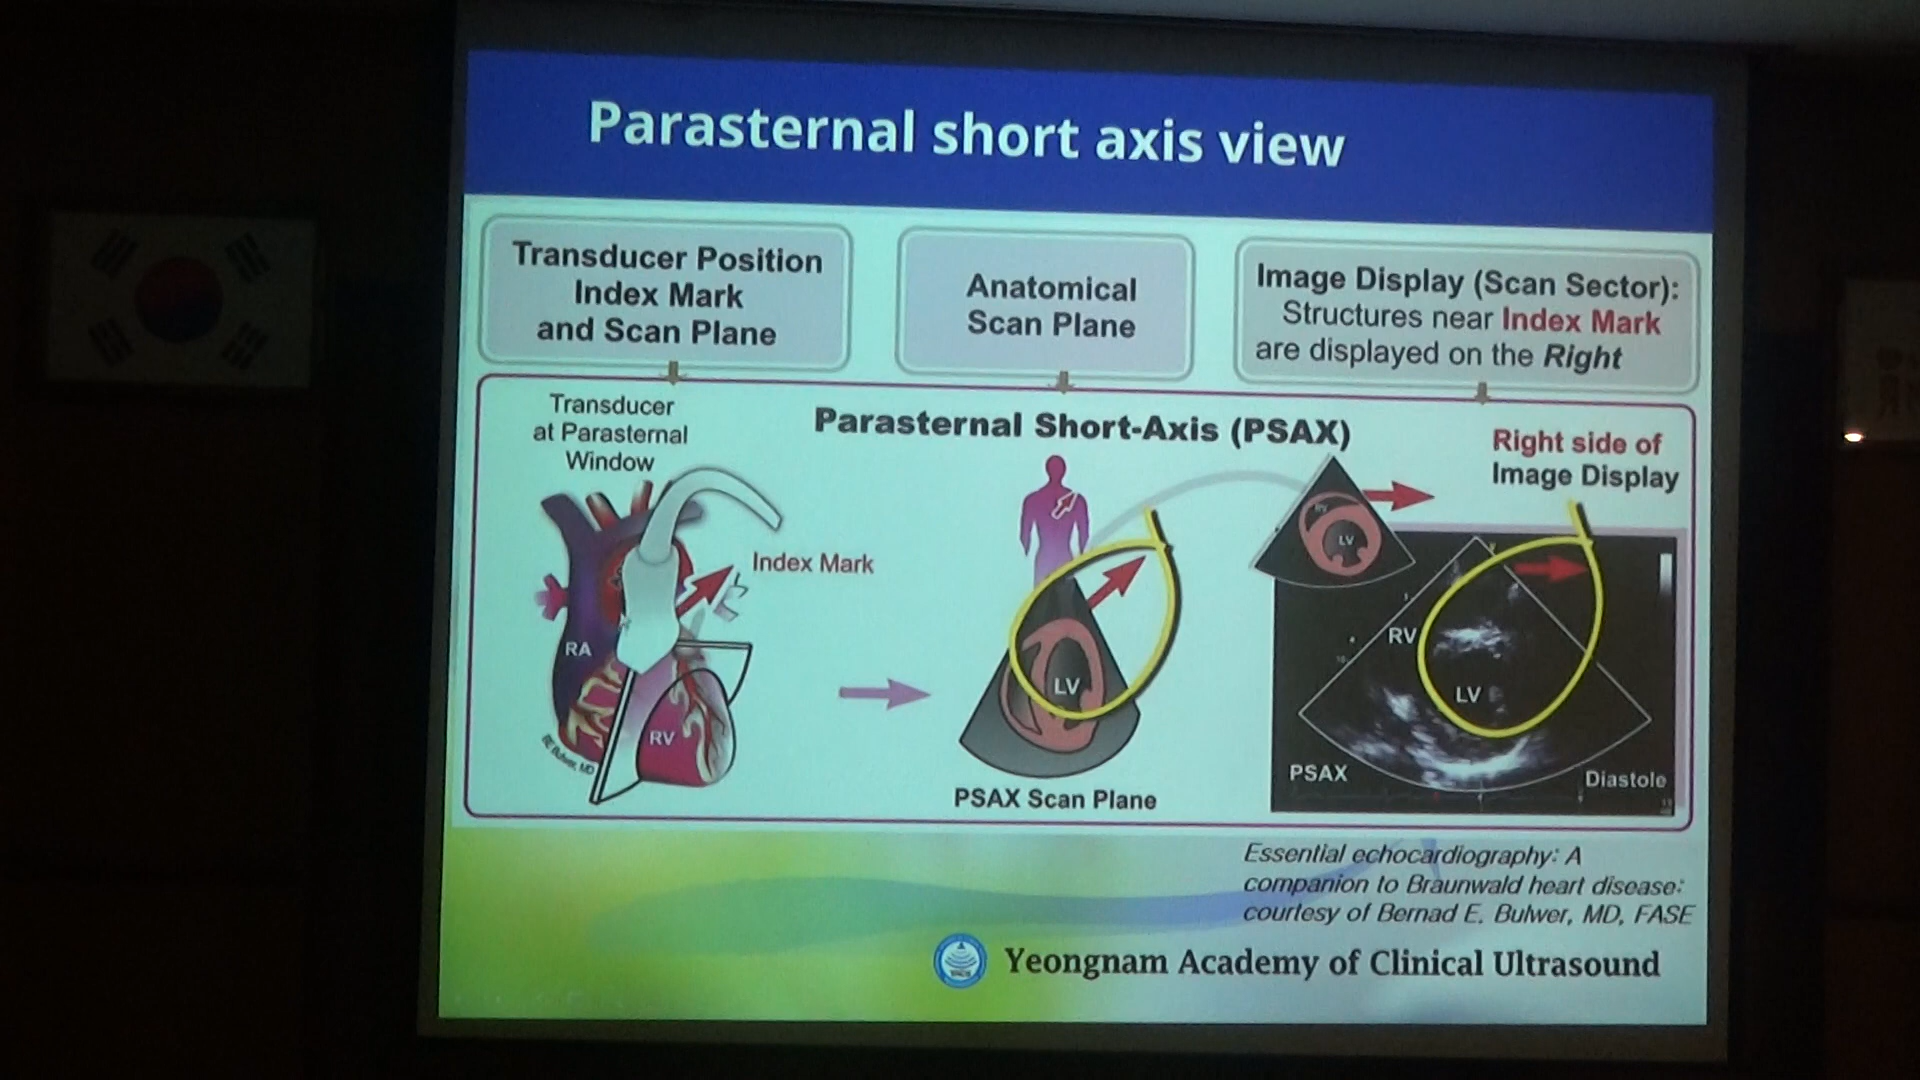 Parasternal short axis view
Transducer Position
Index Mark
and Scan Plane
Anatomical
Scan Plane
Image Display (Scan Sector):
Structures near Index Mark
are displayed on the Right
Transducer
at Parasternal
Window
Parasternal Short-Axis (PSAX)
Right side of
Image Display
Index Mark
RA
RV
BE Bulwer, MD
LV
PSAX Scan Plane
RV
LV
RV
LV
PSAX
Diastole
Essential echocardiography: A
companion to Braunwald heart disease:
courtesy of Bernad E. Bulwer, MD, FASE
Yeongnam Academy of Clinical Ultrasound